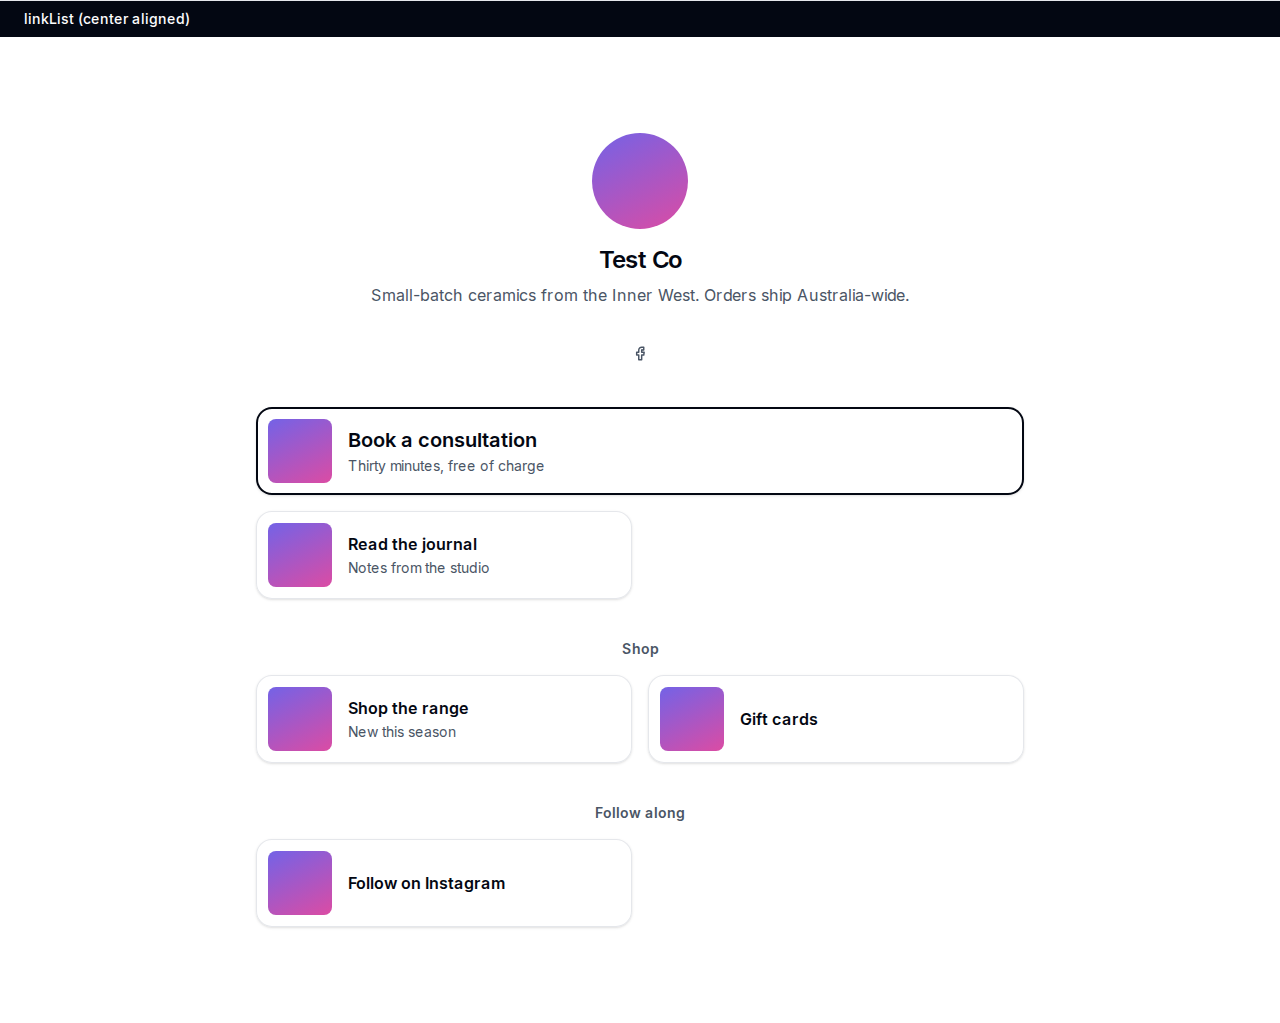 linkList (center aligned)
Test Co
Small-batch ceramics from the Inner West. Orders ship Australia-wide.
Book a consultation
Thirty minutes, free of charge
Read the journal
Notes from the studio
Shop
Shop the range
New this season
Gift cards
Follow along
Follow on Instagram